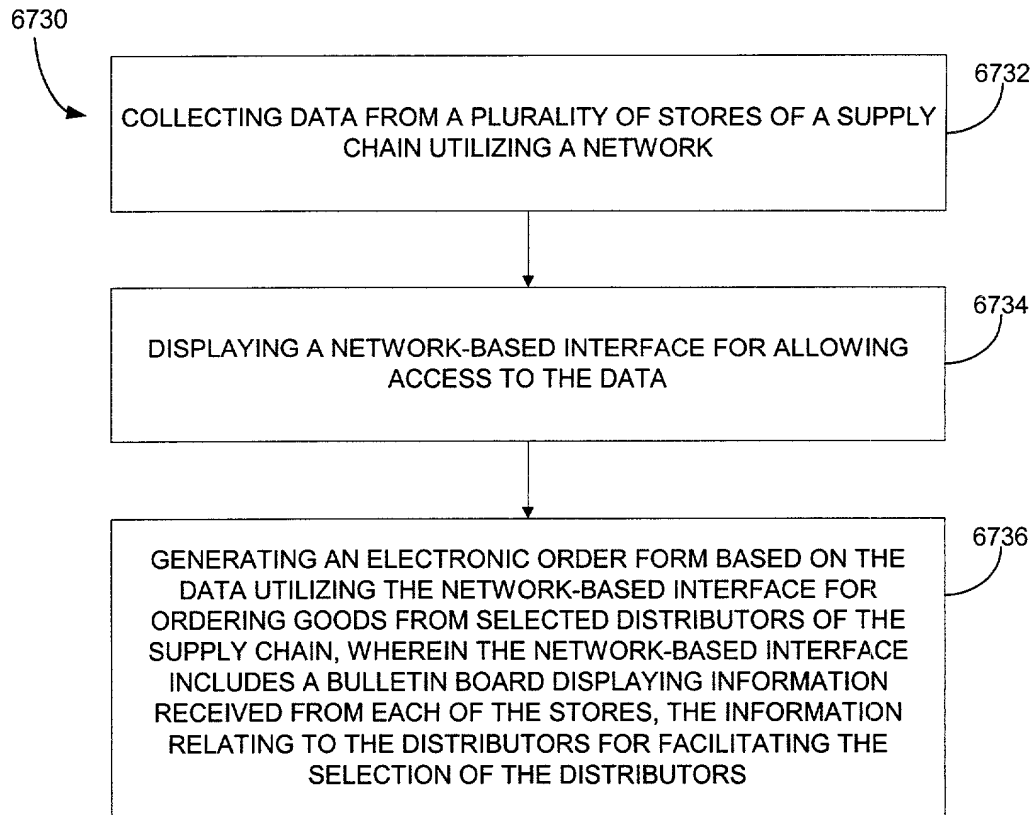 6730
6732
COLLECTING DATA FROM A PLURALITY OF STORES OF A SUPPLY
CHAIN UTILIZING A NETWORK
6734
DISPLAYING A NETWORK-BASED INTERFACE FOR ALLOWING
ACCESS TO THE DATA
6736
GENERATING AN ELECTRONIC ORDER FORM BASED ON THE
DATA UTILIZING THE NETWORK-BASED INTERFACE FOR
ORDERING GOODS FROM SELECTED DISTRIBUTORS OF THE
SUPPLY CHAIN, WHEREIN THE NETWORK-BASED INTERFACE
INCLUDES A BULLETIN BOARD DISPLAYING INFORMATION
RECEIVED FROM EACH OF THE STORES, THE INFORMATION
RELATING TO THE DISTRIBUTORS FOR FACILITATING THE
SELECTION OF THE DISTRIBUTORS